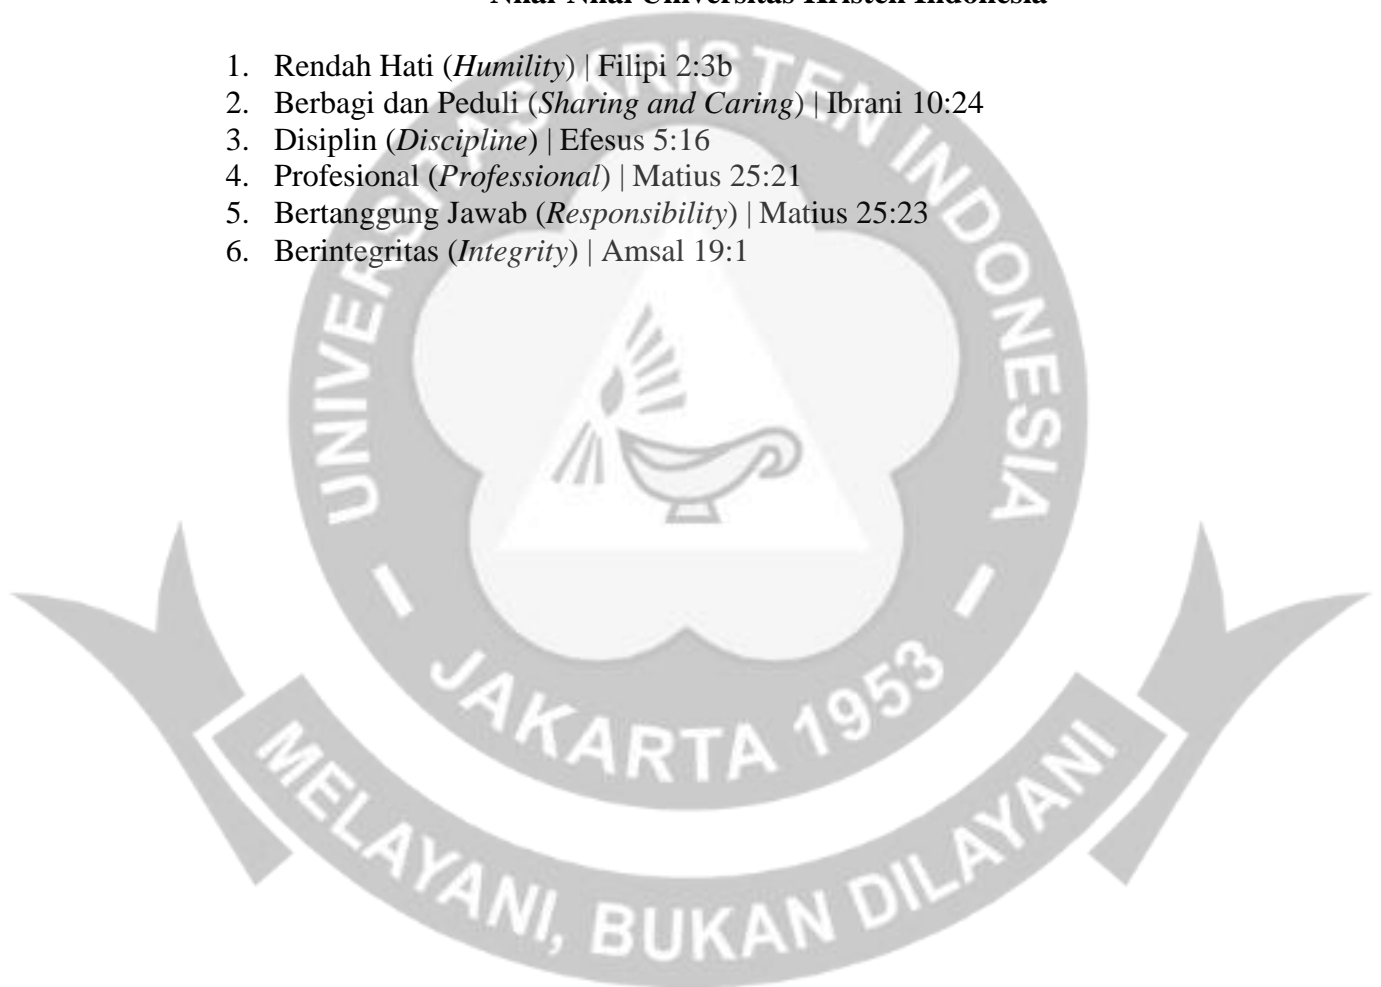 Nilai-Nilai Universitas Kristen Indonesia
1. Rendah Hati (Humility) | Filipi 2:3b
2. Berbagi dan Peduli (Sharing and Caring) | Ibrani 10:24
3. Disiplin (Discipline) | Efesus 5:16
4. Profesional (Professional) | Matius 25:21
5. Bertanggung Jawab (Responsibility) | Matius 25:23
6. Berintegritas (Integrity) | Amsal 19:1
UNIVERSITAS KRISTEN INDONESIA
JAKARTA 1953
MELAYANI, BUKAN DILAYANI